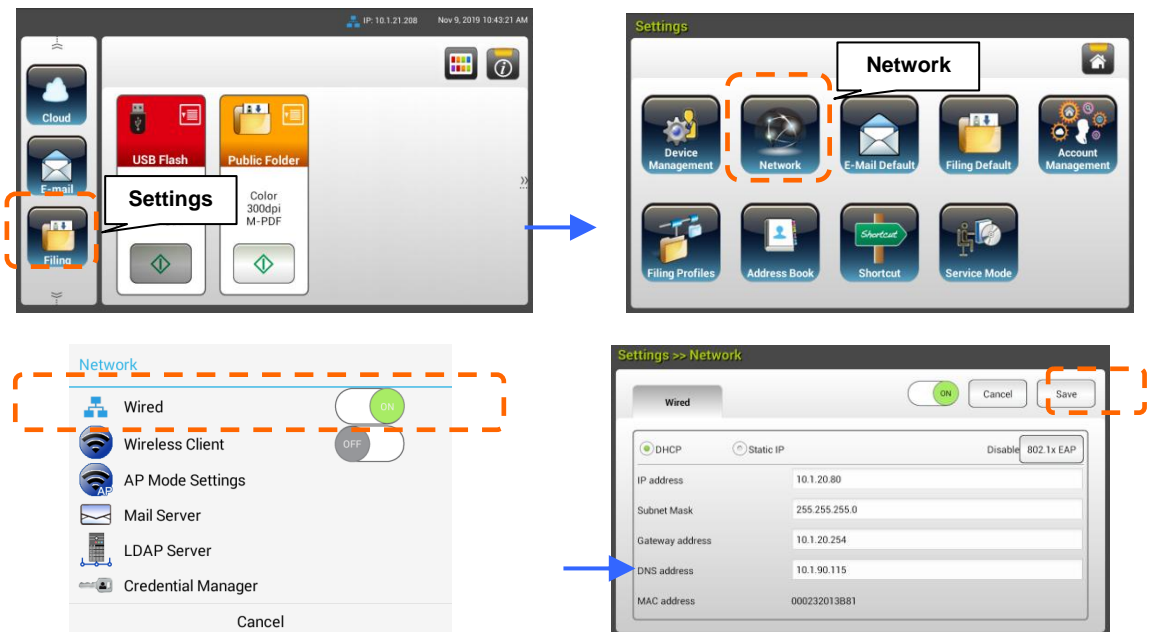 IP: 10.1.21.208 Nov 9, 2019 10:43:21 AM
Cloud
E-mail
Filing
USB Flash
Public Folder
Color
300dpi
M-PDF
Settings
Settings
Network
Device
Management
Network
E-Mail Default
Filing Default
Account
Management
Filing Profiles
Address Book
Shortcut
Shortcut
Service Mode
Network
Wired
ON
Wireless Client
OFF
AP
AP Mode Settings
Mail Server
LDAP Server
Credential Manager
Cancel
Settings >> Network
Wired
ON
Cancel
Save
DHCP
Static IP
Disable
802.1x EAP
IP address
10.1.20.80
Subnet Mask
255.255.255.0
Gateway address
10.1.20.254
DNS address
10.1.90.115
MAC address
000232013B81